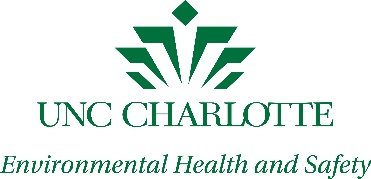 UNC CHARLOTTE
Environmental Health and Safety